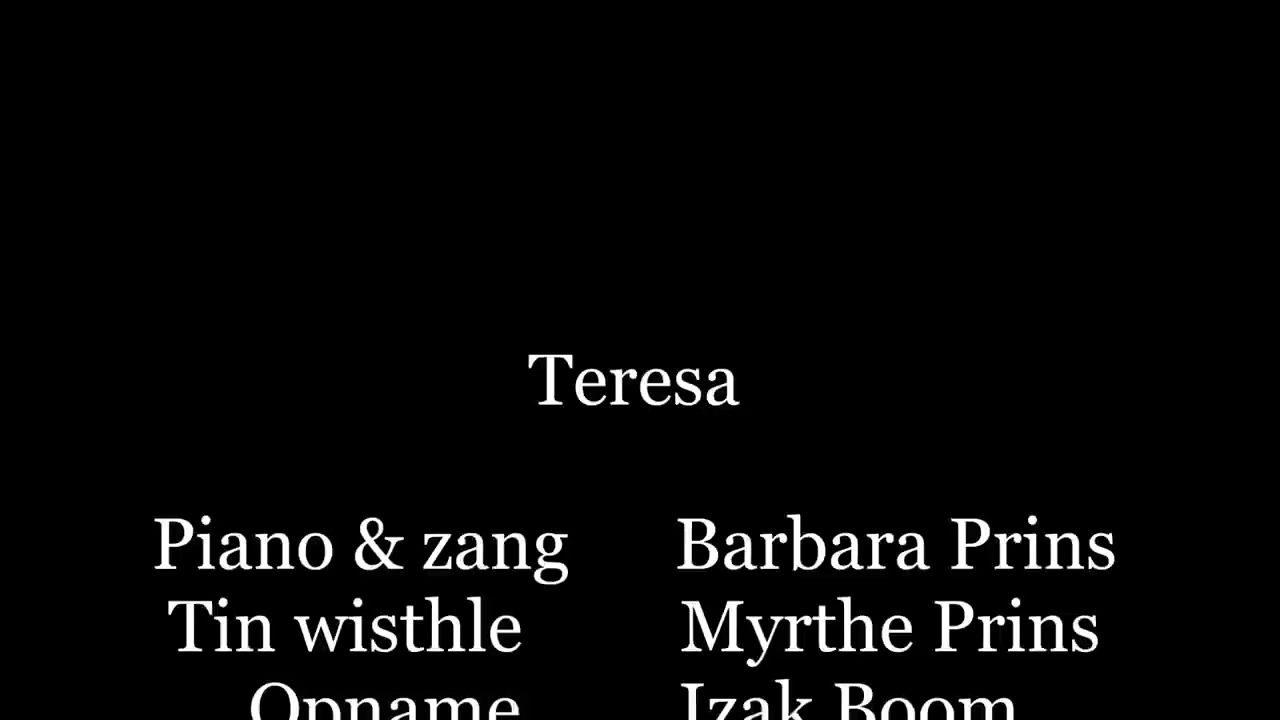 Teresa
Piano & zang Barbara Prins
Tin wisthle Myrthe Prins
Opname Izak Boom